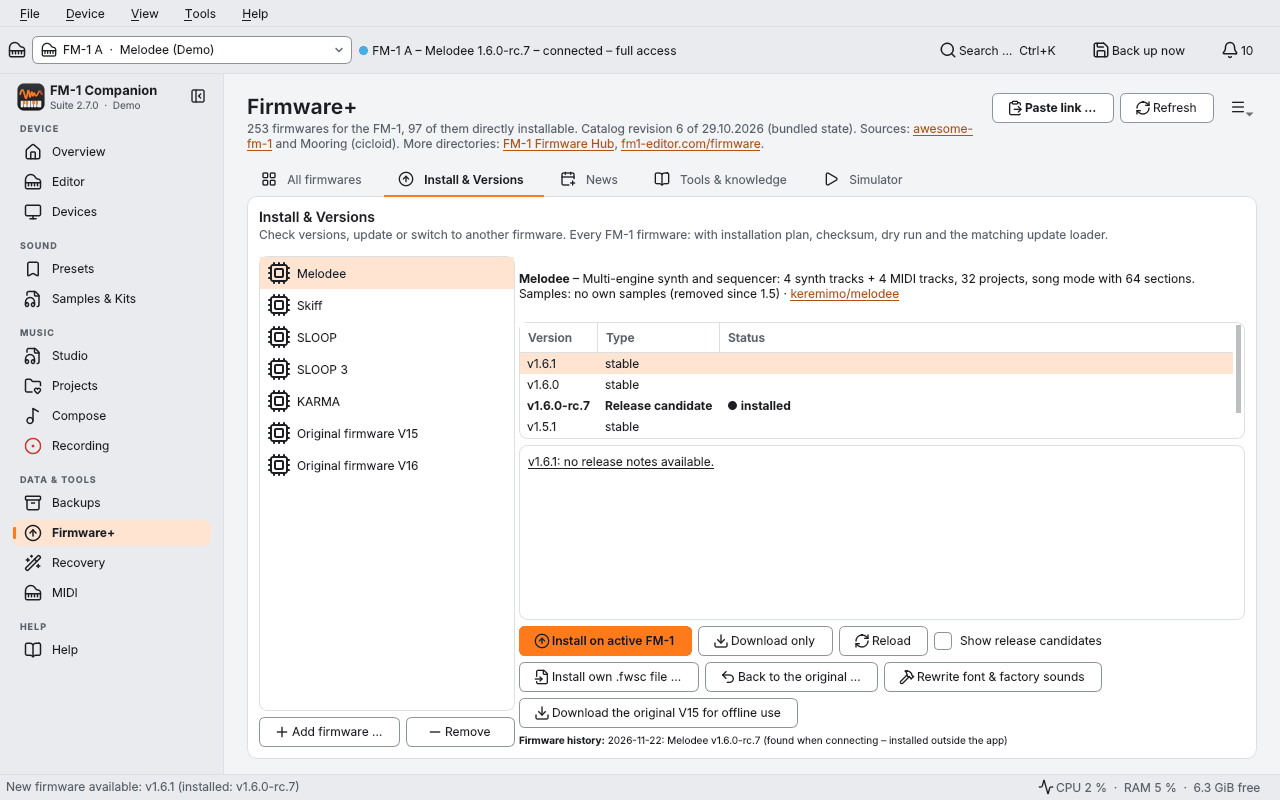 File Device View Tools Help
FM-1 A · Melodee (Demo)
FM-1 A – Melodee 1.6.0-rc.7 – connected – full access
Search ... Ctrl+K
Back up now
10
FM-1 Companion
Suite 2.7.0 · Demo
DEVICE
Overview
Editor
Devices
SOUND
Presets
Samples & Kits
MUSIC
Studio
Projects
Compose
Recording
DATA & TOOLS
Backups
Firmware+
Recovery
MIDI
HELP
Help
Firmware+
253 firmwares for the FM-1, 97 of them directly installable. Catalog revision 6 of 29.10.2026 (bundled state). Sources: awesome-
fm-1 and Mooring (cicloid). More directories: FM-1 Firmware Hub, fm1-editor.com/firmware.
Paste link ...
Refresh
All firmwares
Install & Versions
News
Tools & knowledge
Simulator
Install & Versions
Check versions, update or switch to another firmware. Every FM-1 firmware: with installation plan, checksum, dry run and the matching update loader.
Melodee
Skiff
SLOOP
SLOOP 3
KARMA
Original firmware V15
Original firmware V16
Add firmware ...
Remove
Melodee – Multi-engine synth and sequencer: 4 synth tracks + 4 MIDI tracks, 32 projects, song mode with 64 sections.
Samples: no own samples (removed since 1.5) · keremimo/melodee
Version Type Status
v1.6.1 stable
v1.6.0 stable
v1.6.0-rc.7 Release candidate ● installed
v1.5.1 stable
v1.6.1: no release notes available.
Install on active FM-1
Download only
Reload
Show release candidates
Install own .fwsc file ...
Back to the original ...
Rewrite font & factory sounds
Download the original V15 for offline use
Firmware history: 2026-11-22: Melodee v1.6.0-rc.7 (found when connecting – installed outside the app)
New firmware available: v1.6.1 (installed: v1.6.0-rc.7)
CPU 2 % · RAM 5 % · 6.3 GiB free